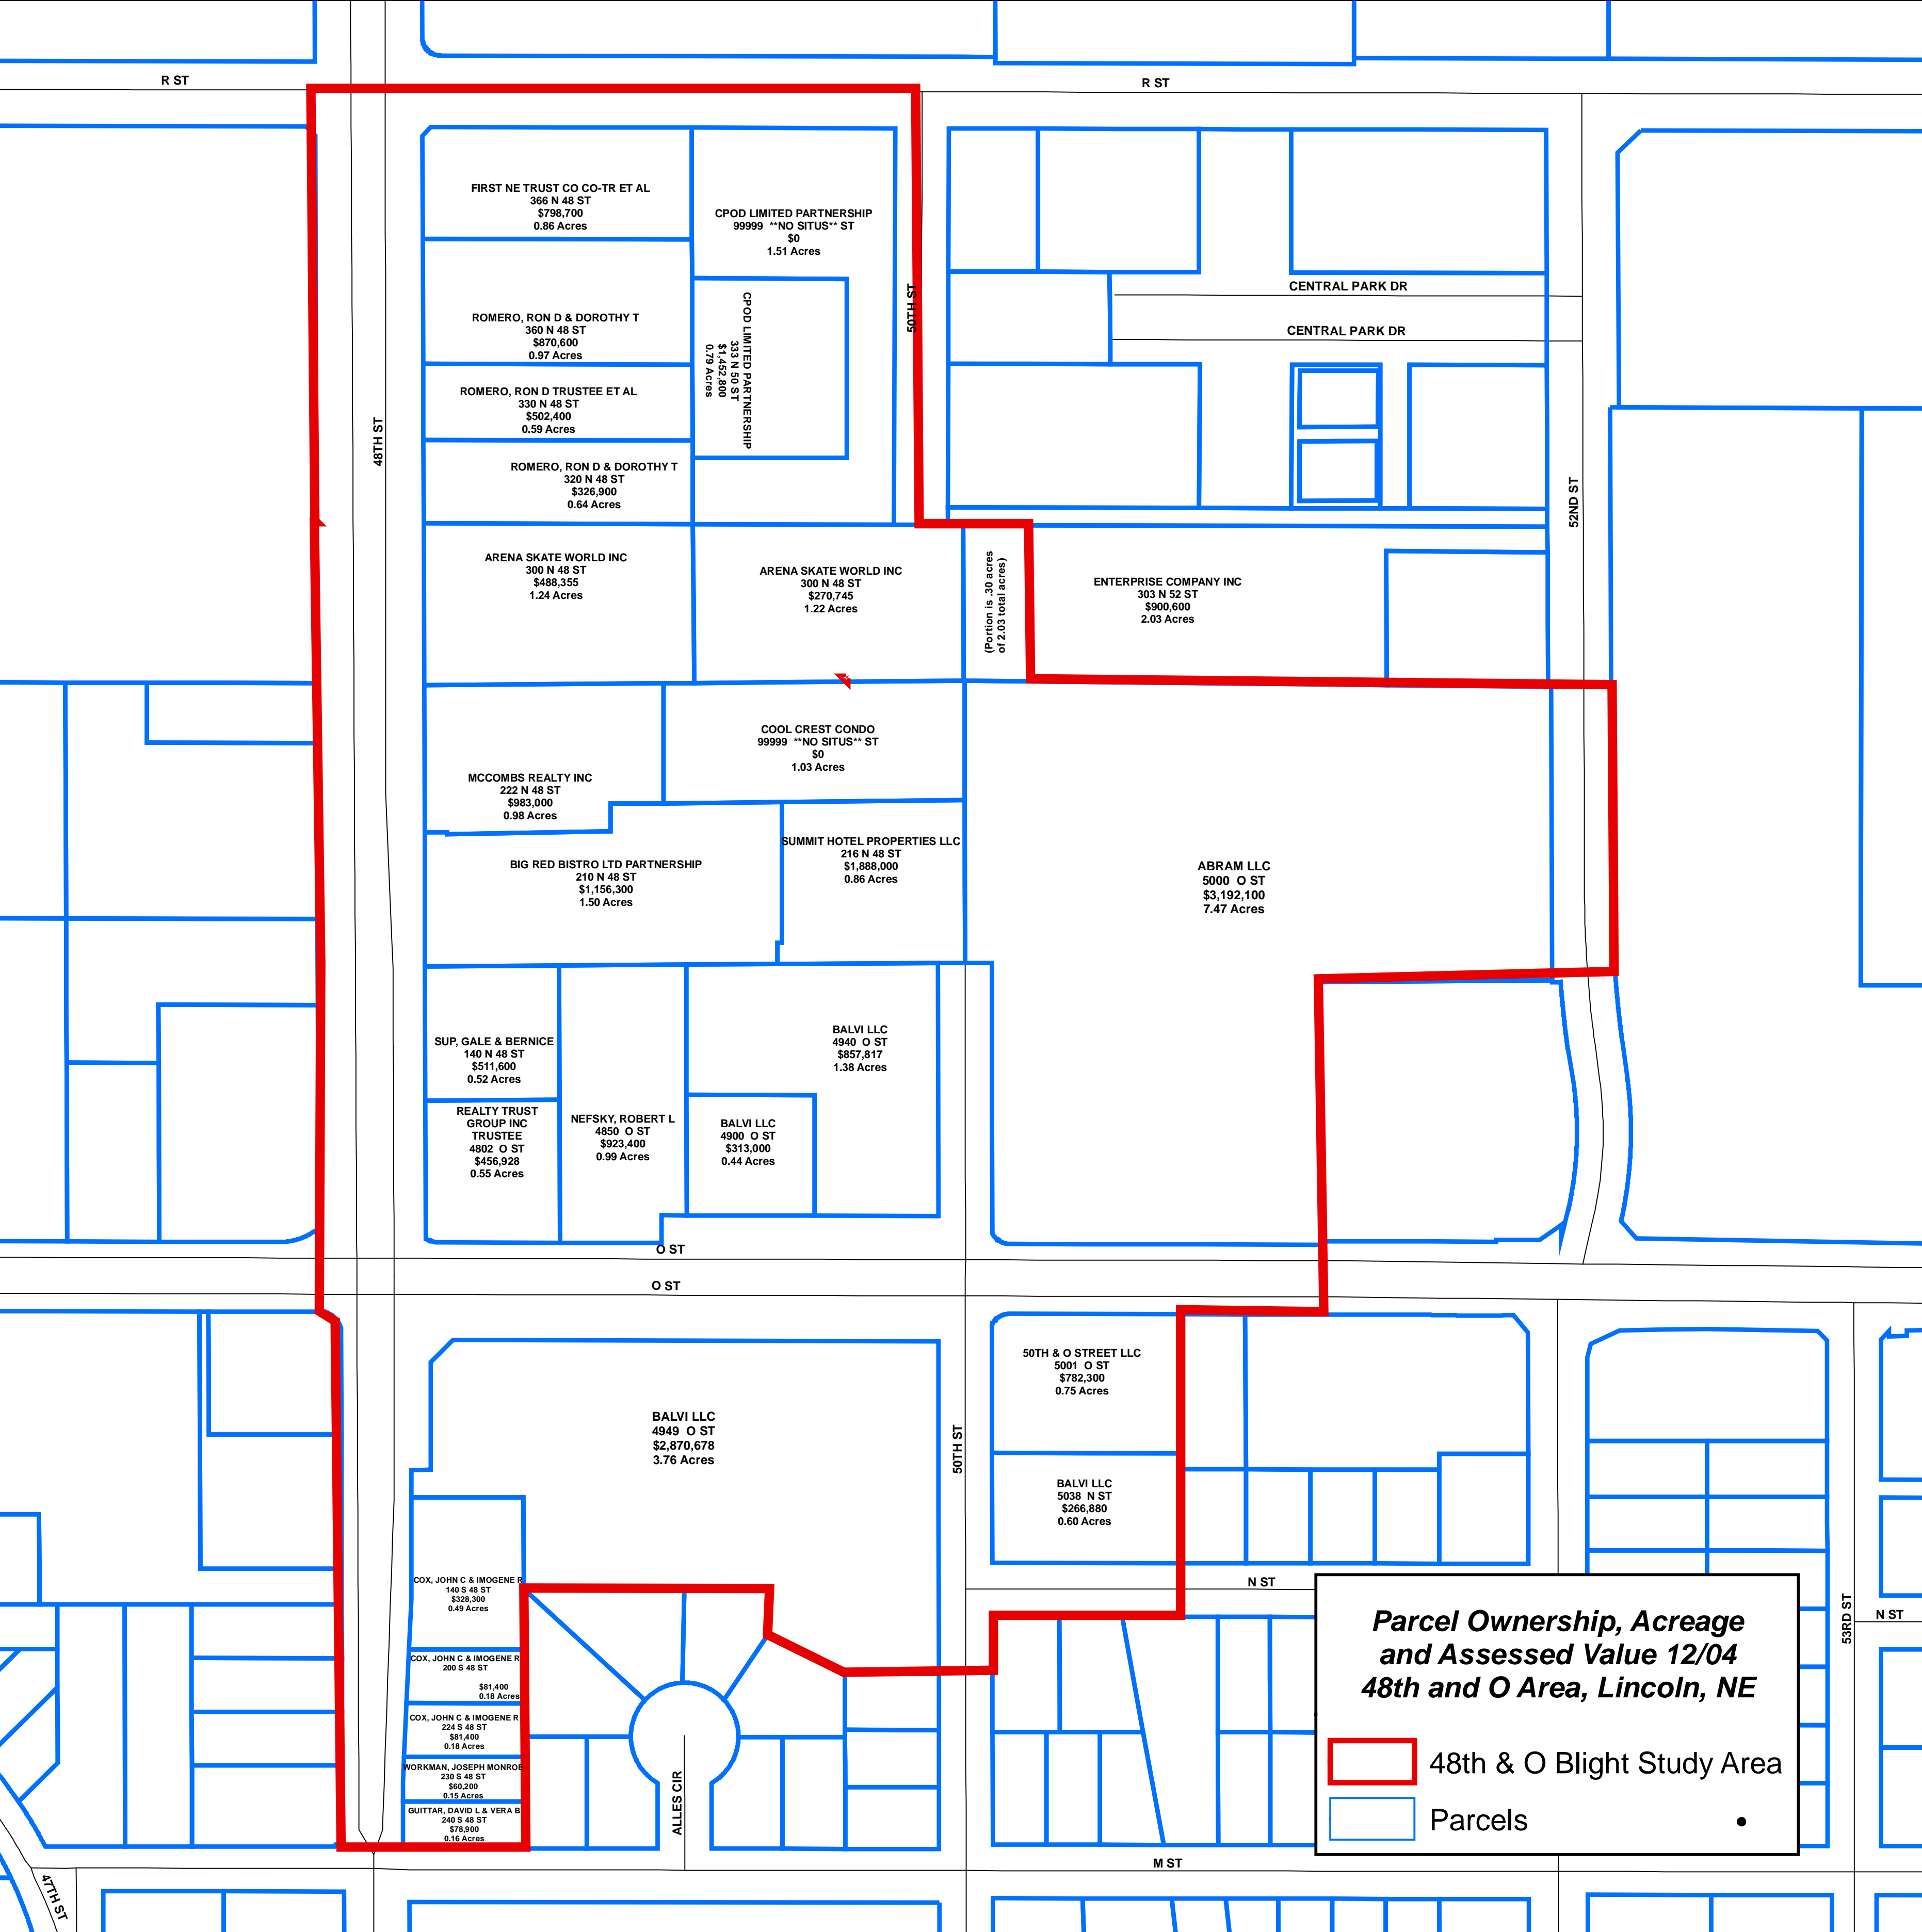 R ST
R ST
FIRST NE TRUST CO CO-TR ET AL
366 N 48 ST
$798,700
0.86 Acres
CPOD LIMITED PARTNERSHIP
99999 **NO SITUS** ST
$0
1.51 Acres
50TH ST
CENTRAL PARK DR
CENTRAL PARK DR
ROMERO, RON D & DOROTHY T
360 N 48 ST
$870,600
0.97 Acres
CPOD LIMITED PARTNERSHIP
333 N 50 ST
$1,452,800
0.79 Acres
ROMERO, RON D TRUSTEE ET AL
330 N 48 ST
$502,400
0.59 Acres
48TH ST
ROMERO, RON D & DOROTHY T
320 N 48 ST
$326,900
0.64 Acres
52ND ST
ARENA SKATE WORLD INC
300 N 48 ST
$488,355
1.24 Acres
ARENA SKATE WORLD INC
300 N 48 ST
$270,745
1.22 Acres
(Portion is .30 acres
of 2.03 total acres)
ENTERPRISE COMPANY INC
303 N 52 ST
$900,600
2.03 Acres
COOL CREST CONDO
99999 **NO SITUS** ST
$0
1.03 Acres
MCCOMBS REALTY INC
222 N 48 ST
$983,000
0.98 Acres
SUMMIT HOTEL PROPERTIES LLC
216 N 48 ST
$1,888,000
0.86 Acres
BIG RED BISTRO LTD PARTNERSHIP
210 N 48 ST
$1,156,300
1.50 Acres
ABRAM LLC
5000 O ST
$3,192,100
7.47 Acres
SUP, GALE & BERNICE
140 N 48 ST
$511,600
0.52 Acres
BALVI LLC
4940 O ST
$857,817
1.38 Acres
REALTY TRUST
GROUP INC
TRUSTEE
4802 O ST
$456,928
0.55 Acres
NEFSKY, ROBERT L
4850 O ST
$923,400
0.99 Acres
BALVI LLC
4900 O ST
$313,000
0.44 Acres
O ST
O ST
50TH & O STREET LLC
5001 O ST
$782,300
0.75 Acres
BALVI LLC
4949 O ST
$2,870,678
3.76 Acres
50TH ST
BALVI LLC
5038 N ST
$266,880
0.60 Acres
COX, JOHN C & IMOGENE R
140 S 48 ST
$328,300
0.49 Acres
N ST
N ST
53RD ST
COX, JOHN C & IMOGENE R
200 S 48 ST
$81,400
0.18 Acres
COX, JOHN C & IMOGENE R
224 S 48 ST
$81,400
0.18 Acres
WORKMAN, JOSEPH MONROE
230 S 48 ST
$60,200
0.15 Acres
GUITTAR, DAVID L & VERA B
240 S 48 ST
$78,900
0.16 Acres
ALLES CIR
M ST
47TH ST
Parcel Ownership, Acreage
and Assessed Value 12/04
48th and O Area, Lincoln, NE
48th & O Blight Study Area
Parcels